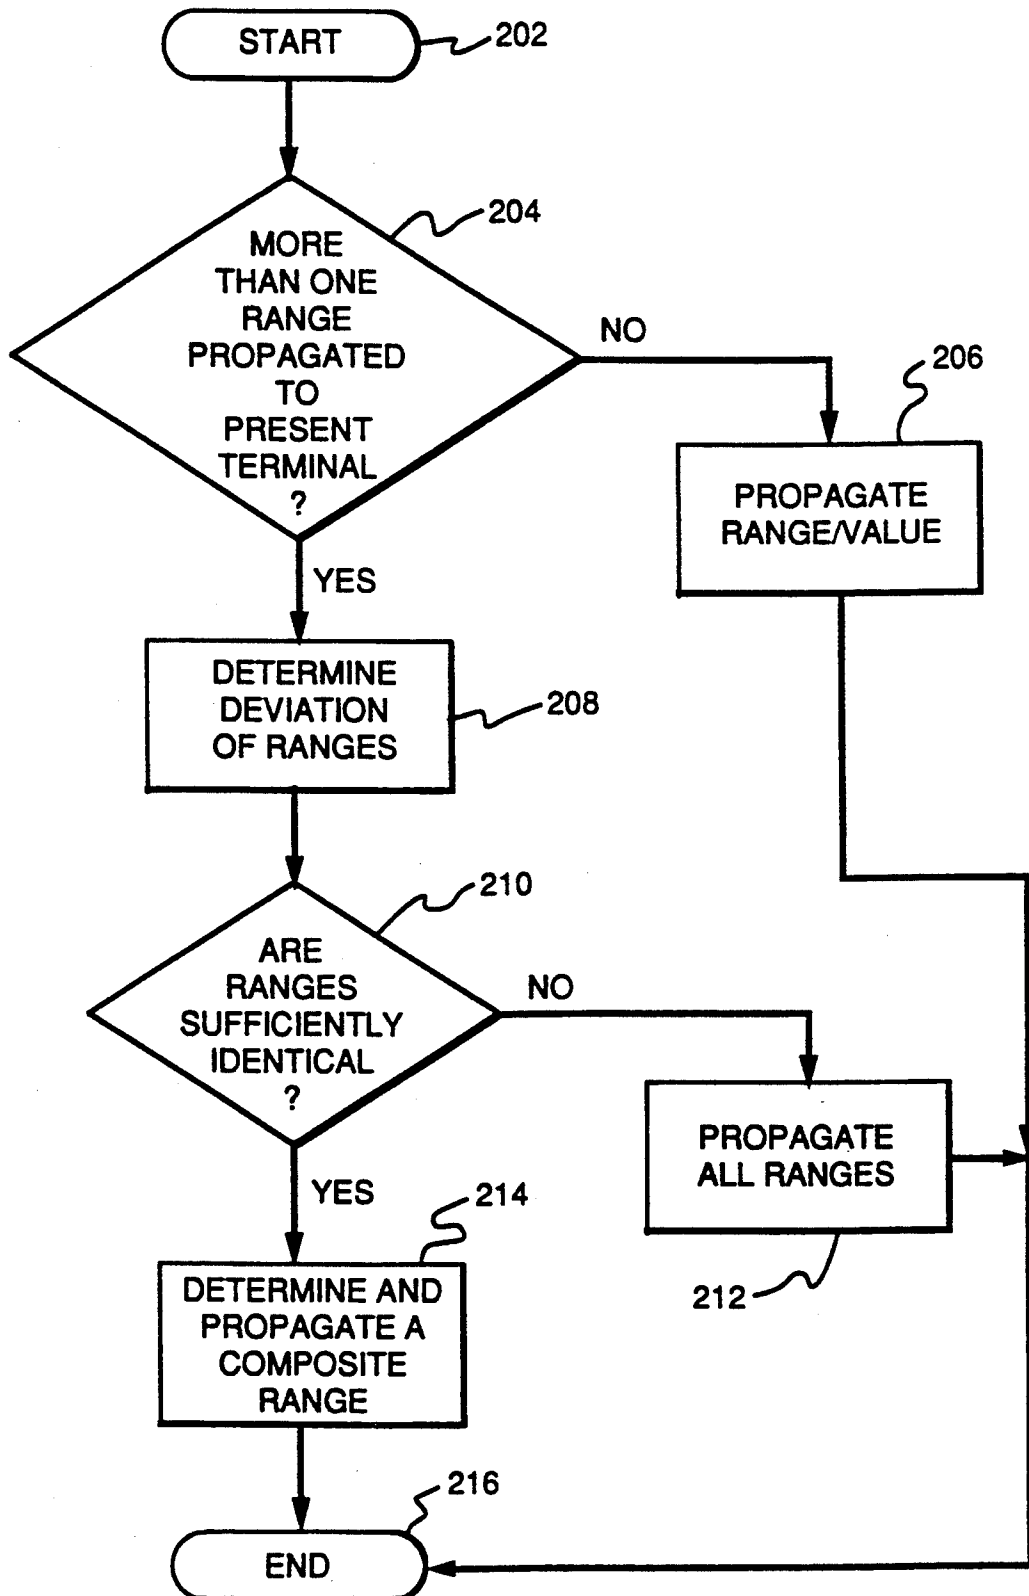 START
202
204
MORE
THAN ONE
RANGE
PROPAGATED
TO
PRESENT
TERMINAL
?
NO
206
PROPAGATE
RANGE/VALUE
YES
DETERMINE
DEVIATION
OF RANGES
208
210
ARE
RANGES
SUFFICIENTLY
IDENTICAL
?
NO
PROPAGATE
ALL RANGES
212
YES
214
DETERMINE AND
PROPAGATE A
COMPOSITE
RANGE
216
END